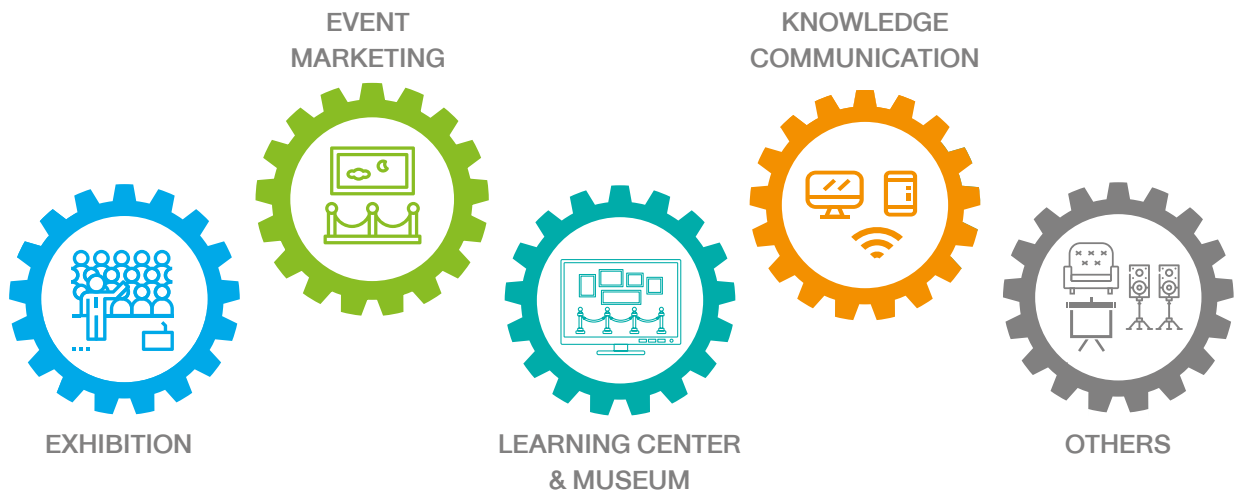 EVENT
MARKETING
KNOWLEDGE
COMMUNICATION
EXHIBITION
LEARNING CENTER
& MUSEUM
OTHERS